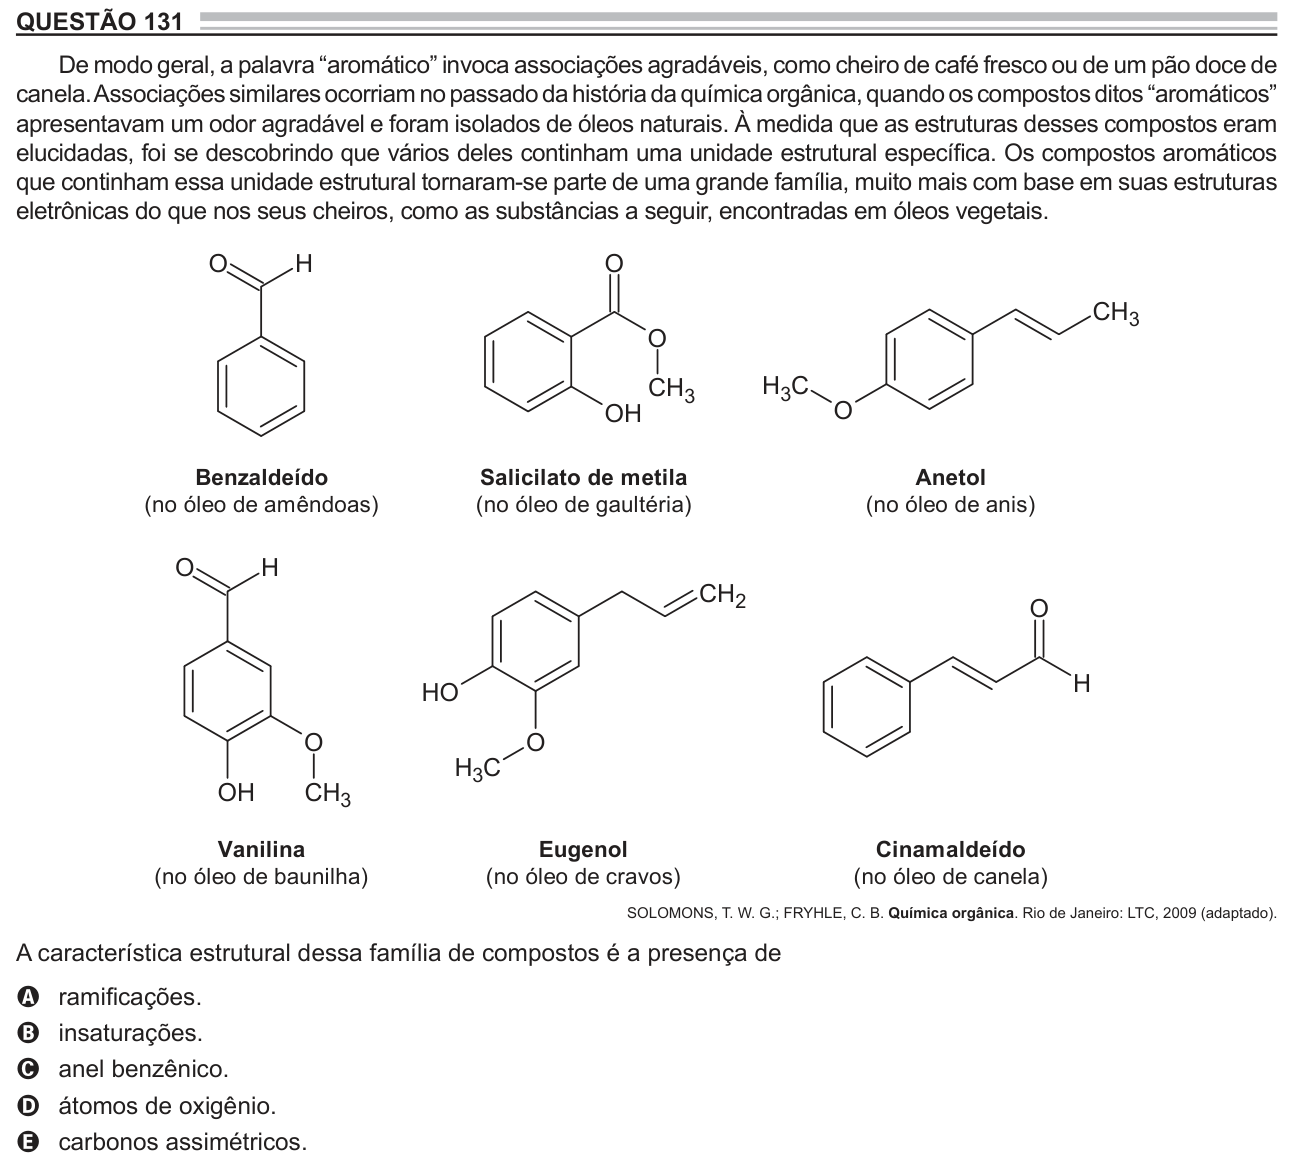 QUESTÃO 131
De modo geral, a palavra “aromático” invoca associações agradáveis, como cheiro de café fresco ou de um pão doce de
canela. Associações similares ocorriam no passado da história da química orgânica, quando os compostos ditos “aromáticos”
apresentavam um odor agradável e foram isolados de óleos naturais. À medida que as estruturas desses compostos eram
elucidadas, foi se descobrindo que vários deles continham uma unidade estrutural específica. Os compostos aromáticos
que continham essa unidade estrutural tornaram-se parte de uma grande família, muito mais com base em suas estruturas
eletrônicas do que nos seus cheiros, como as substâncias a seguir, encontradas em óleos vegetais.
O H
O
O
CH3
OH
CH3
H3C
O
Benzaldeído
(no óleo de amêndoas)
Salicilato de metila
(no óleo de gaultéria)
Anetol
(no óleo de anis)
O H
O
OH CH3
CH2
HO
O
H3C
O
H
Vanilina
(no óleo de baunilha)
Eugenol
(no óleo de cravos)
Cinamaldeído
(no óleo de canela)
SOLOMONS, T. W. G.; FRYHLE, C. B. Química orgânica. Rio de Janeiro: LTC, 2009 (adaptado).
A característica estrutural dessa família de compostos é a presença de
A ramificações.
B insaturações.
C anel benzênico.
D átomos de oxigênio.
E carbonos assimétricos.